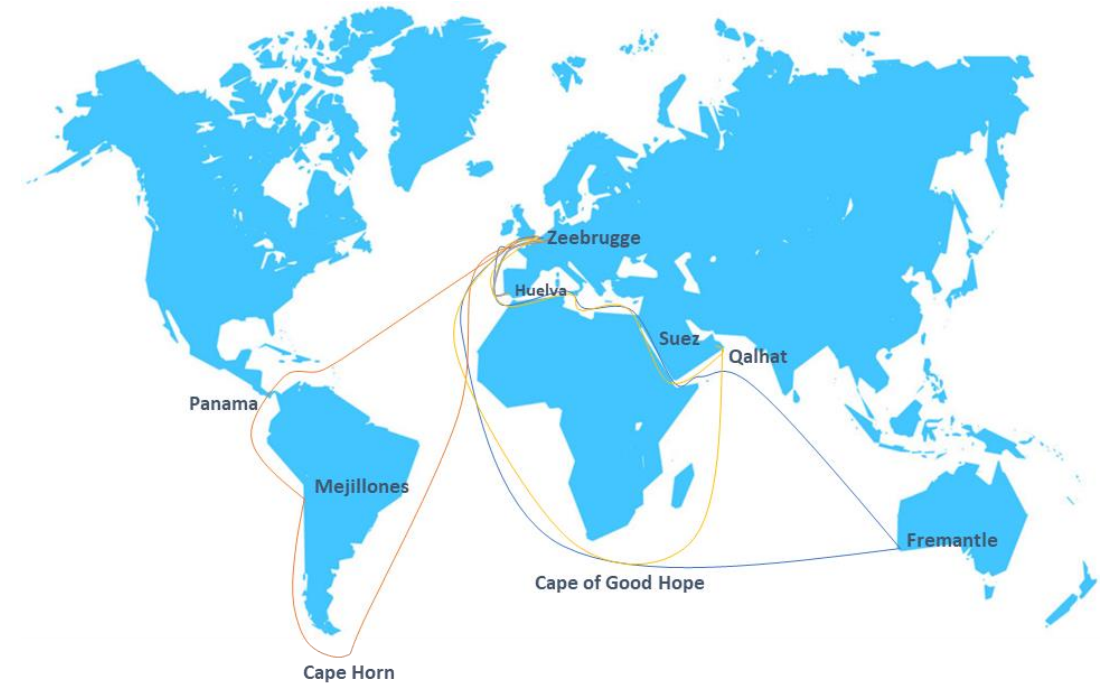 Zeebrugge
Huelva
Suez
Qalhat
Panama
Mejillones
Fremantle
Cape of Good Hope
Cape Horn